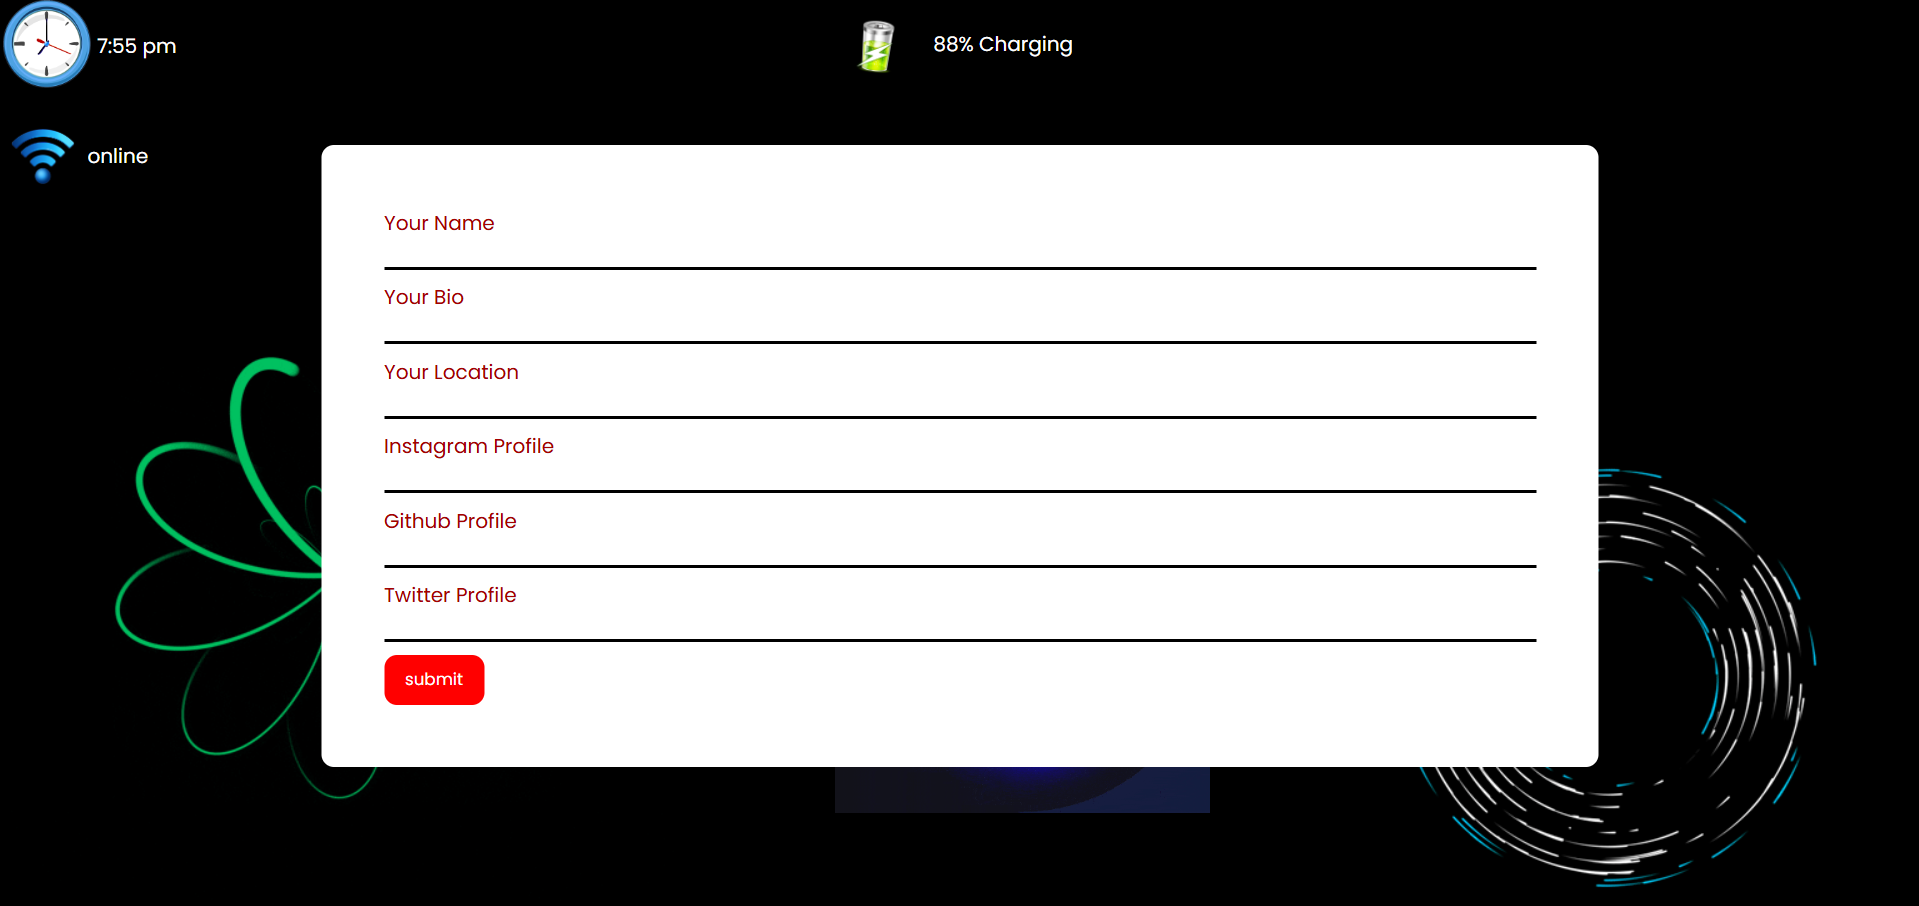 7:55 pm
88% Charging
online
Your Name
Your Bio
Your Location
Instagram Profile
Github Profile
Twitter Profile
submit